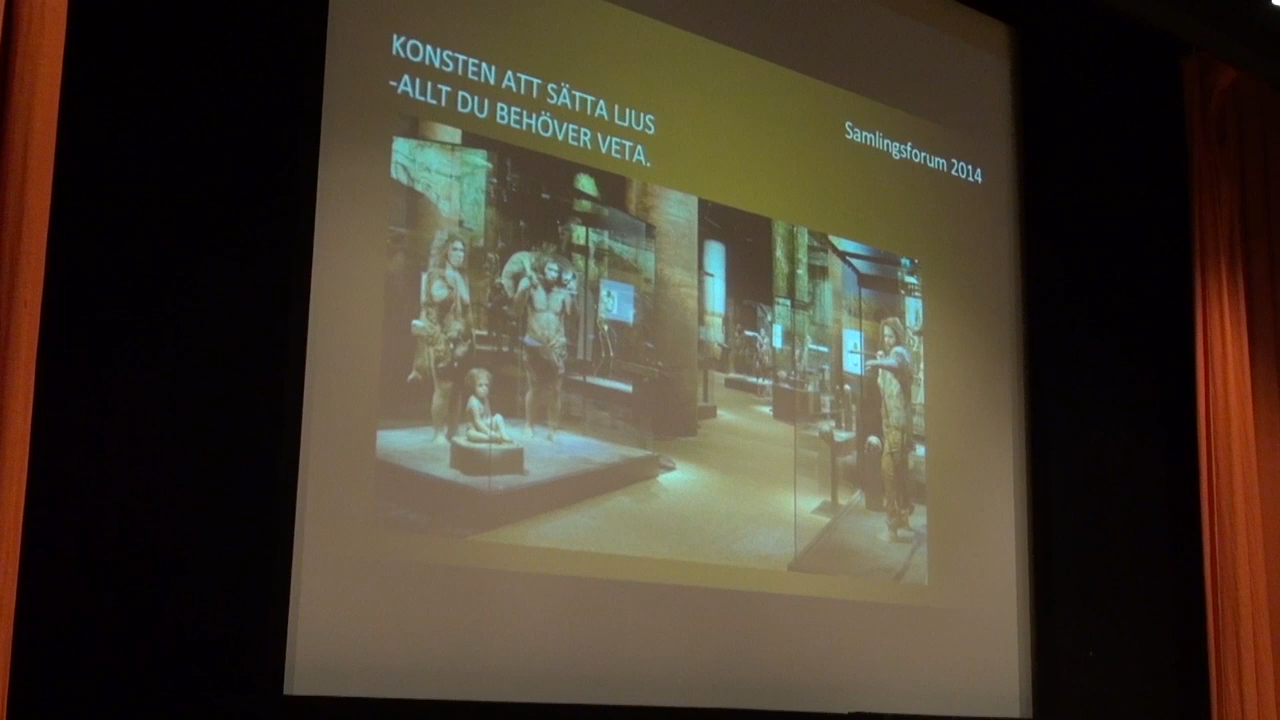 KONSTEN ATT SÄTTA LJUS
-ALLT DU BEHÖVER VETA.
Samlingsforum 2014